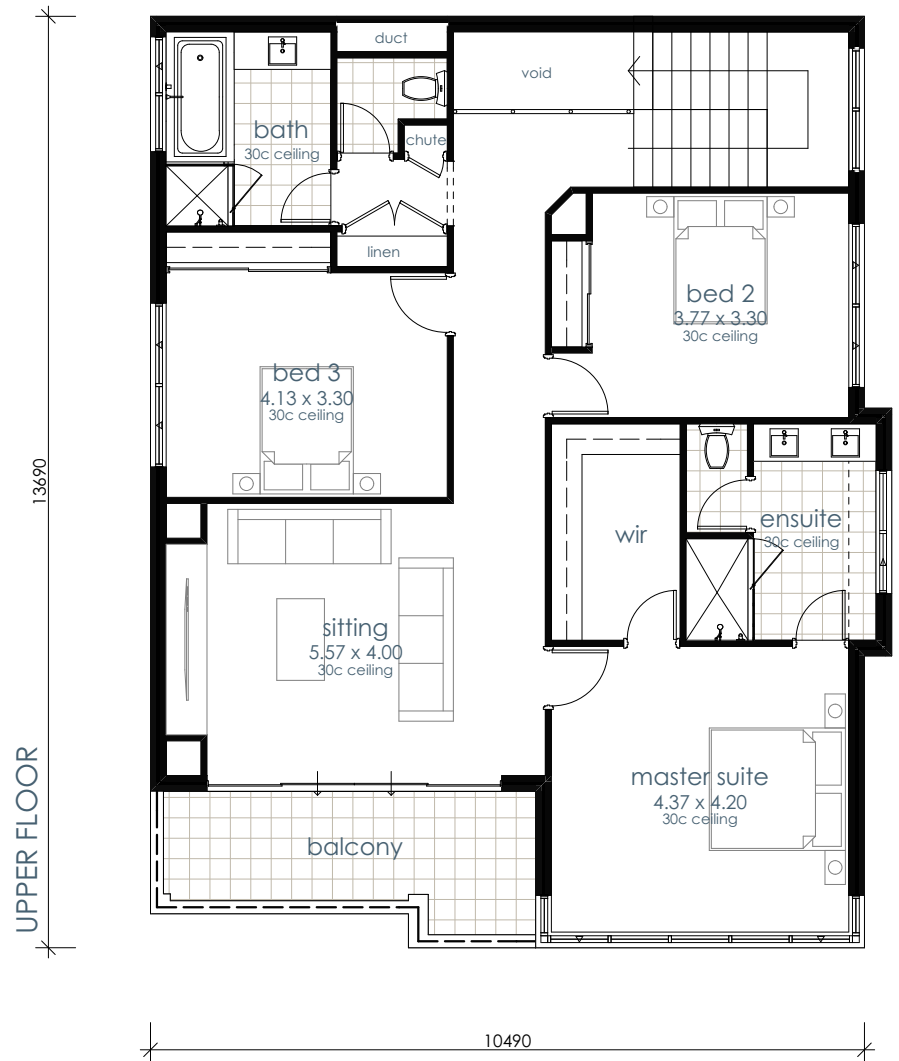 duct
void
bath
30c ceiling
chute
linen
bed 2
3.77 x 3.30
30c ceiling
bed 3
4.13 x 3.30
30c ceiling
13690
wir
ensuite
30c ceiling
sitting
5.57 x 4.00
30c ceiling
master suite
4.37 x 4.20
30c ceiling
balcony
UPPER FLOOR
10490